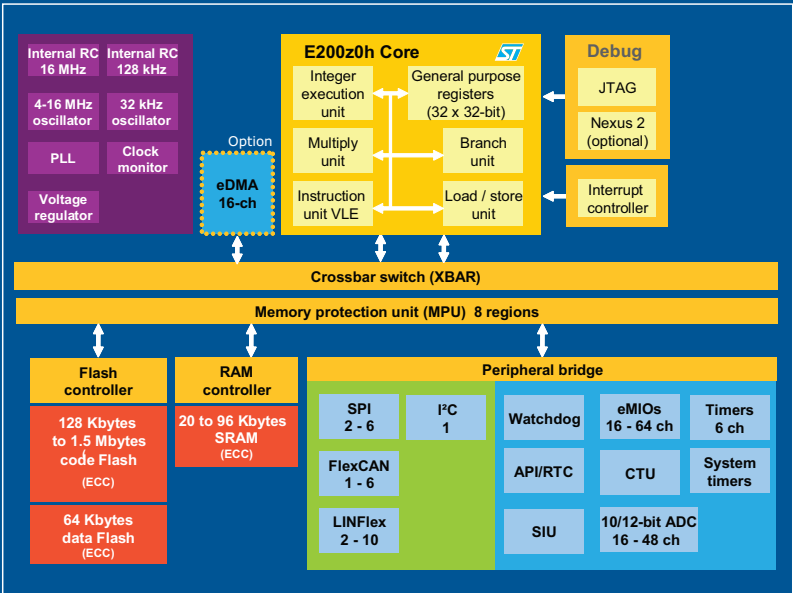 Internal RC
16 MHz
Internal RC
128 kHz
4-16 MHz
oscillator
32 kHz
oscillator
PLL
Clock
monitor
Voltage
regulator
Option
eDMA
16-ch
E200z0h Core
ST
Integer
execution
unit
General purpose
registers
(32 x 32-bit)
Multiply
unit
Branch
unit
Instruction
unit VLE
Load / store
unit
Debug
JTAG
Nexus 2
(optional)
Interrupt
controller
Crossbar switch (XBAR)
Memory protection unit (MPU) 8 regions
Flash
controller
128 Kbytes
to 1.5 Mbytes
code Flash
(ECC)
64 Kbytes
data Flash
(ECC)
RAM
controller
20 to 96 Kbytes
SRAM
(ECC)
Peripheral bridge
SPI
2 - 6
I²C
1
FlexCAN
1 - 6
LINFlex
2 - 10
Watchdog
eMIOs
16 - 64 ch
Timers
6 ch
API/RTC
CTU
System
timers
SIU
10/12-bit ADC
16 - 48 ch